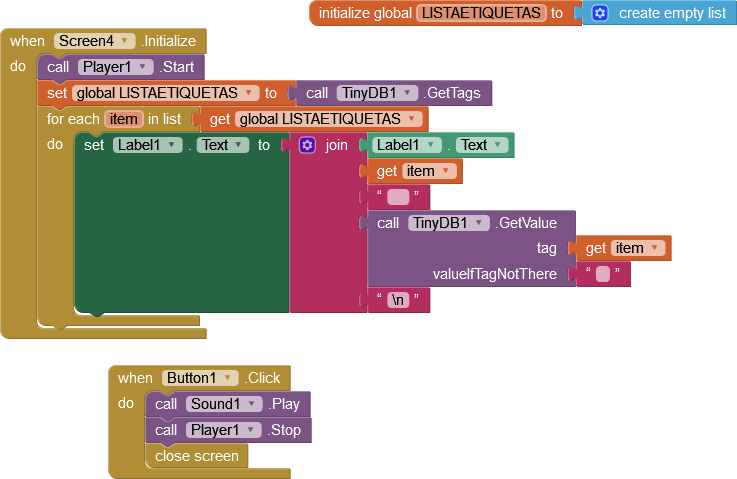 initialize global LISTAETIQUETAS to create empty list
when Screen4 .Initialize
do call Player1 .Start
set global LISTAETIQUETAS to call TinyDB1 .GetTags
for each item in list get global LISTAETIQUETAS
do set Label1 . Text to join Label1 . Text
get item
“ ”
call TinyDB1 .GetValue
tag get item
valueIfTagNotThere “ ”
“ \n ”
when Button1 .Click
do call Sound1 .Play
call Player1 .Stop
close screen